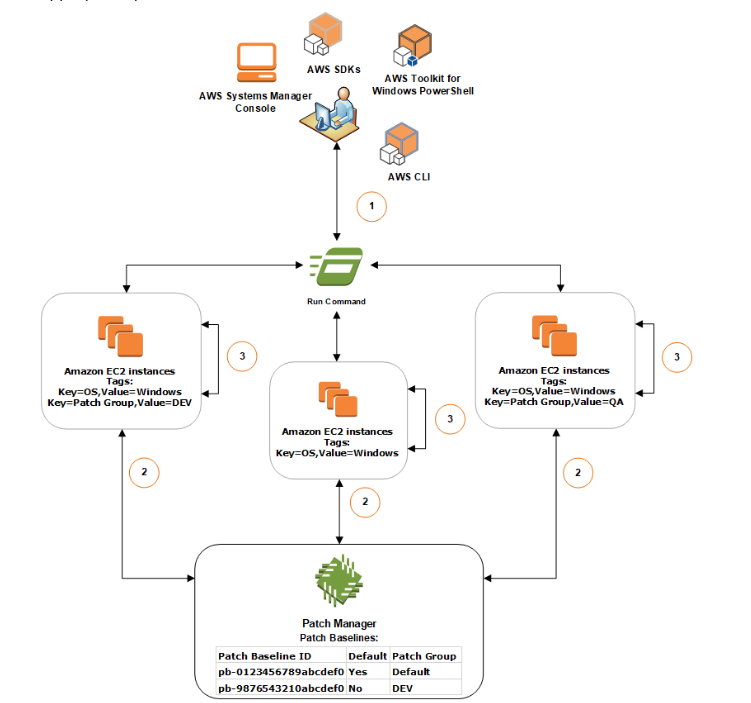 AWS SDKs
AWS Toolkit for
Windows PowerShell
AWS Systems Manager
Console
AWS CLI
1
Run Command
Amazon EC2 instances
Tags:
Key=OS,Value=Windows
Key=Patch Group,Value=DEV
3
Amazon EC2 instances
Tags:
Key=OS,Value=Windows
3
Amazon EC2 instances
Tags:
Key=OS,Value=Windows
Key=Patch Group,Value=QA
3
2
2
2
Patch Manager
Patch Baselines:
Patch Baseline ID Default Patch Group
pb-0123456789abcdef0 Yes Default
pb-9876543210abcdef0 No DEV